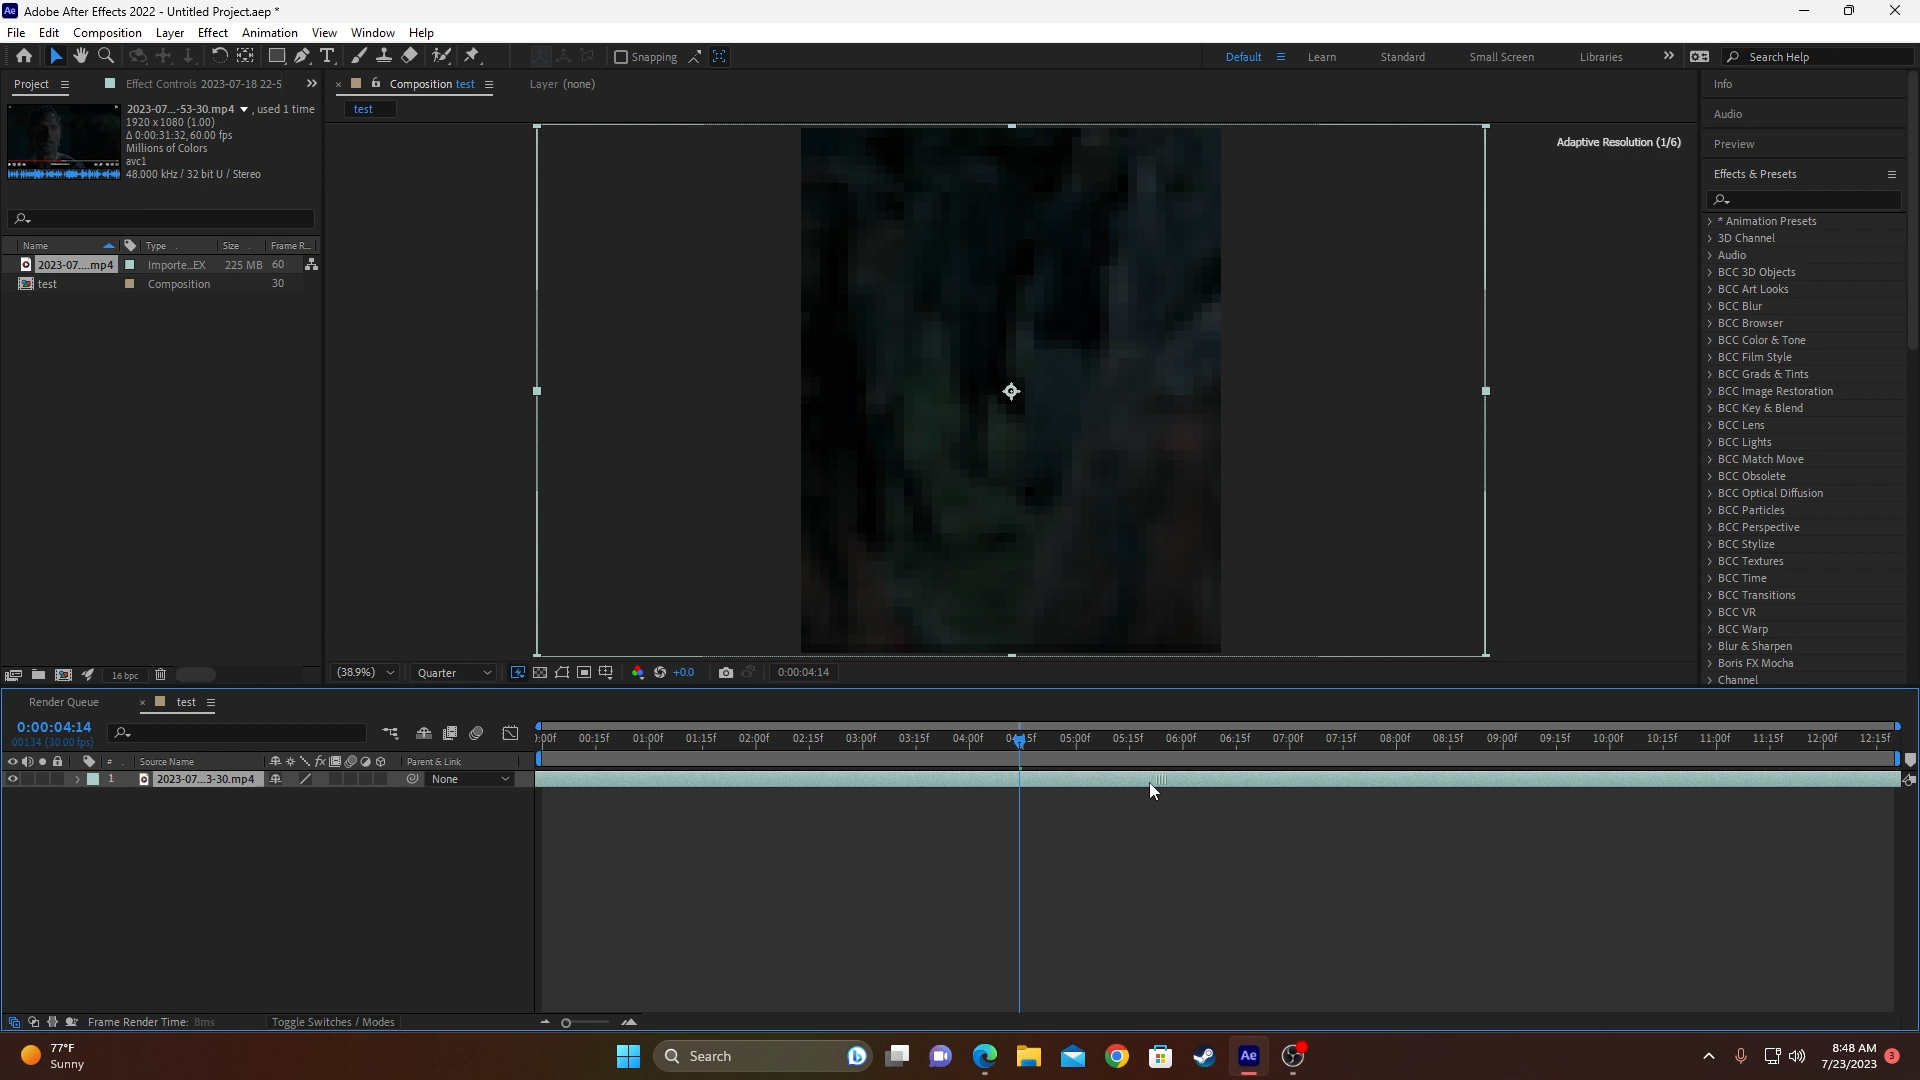 Adobe After Effects 2022 - Untitled Project.aep *
File Edit Composition Layer Effect Animation View Window Help
Snapping
Default Learn Standard Small Screen Libraries Search Help
Project Effect Controls 2023-07-18 22-5
Composition test Layer (none)
test
2023-07...-53-30.mp4 , used 1 time
1920 x 1080 (1.00)
Δ 0:00:31:32, 60.00 fps
Millions of Colors
avc1
48.000 kHz / 32 bit U / Stereo
Name Type Size Frame R...
2023-07....mp4 Importe...EX 225 MB 60
test Composition 30
Adaptive Resolution (1/6)
Info
Audio
Preview
Effects & Presets
* Animation Presets
3D Channel
Audio
BCC 3D Objects
BCC Art Looks
BCC Blur
BCC Browser
BCC Color & Tone
BCC Film Style
BCC Grads & Tints
BCC Image Restoration
BCC Key & Blend
BCC Lens
BCC Lights
BCC Match Move
BCC Obsolete
BCC Optical Diffusion
BCC Particles
BCC Perspective
BCC Stylize
BCC Textures
BCC Time
BCC Transitions
BCC VR
BCC Warp
Blur & Sharpen
Boris FX Mocha
Channel
16 bpc
(38.9%) Quarter +0.0 0:00:04:14
Render Queue test
0:00:04:14
00134 (30.00 fps)
):00f 00:15f 01:00f 01:15f 02:00f 02:15f 03:00f 03:15f 04:00f 04:15f 05:00f 05:15f 06:00f 06:15f 07:00f 07:15f 08:00f 08:15f 09:00f 09:15f 10:00f 10:15f 11:00f 11:15f 12:00f 12:15f
# Source Name fx Parent & Link
1 2023-07...3-30.mp4 None
Frame Render Time: 8ms Toggle Switches / Modes
77°F
Sunny
Search
Ae
8:48 AM
7/23/2023
3